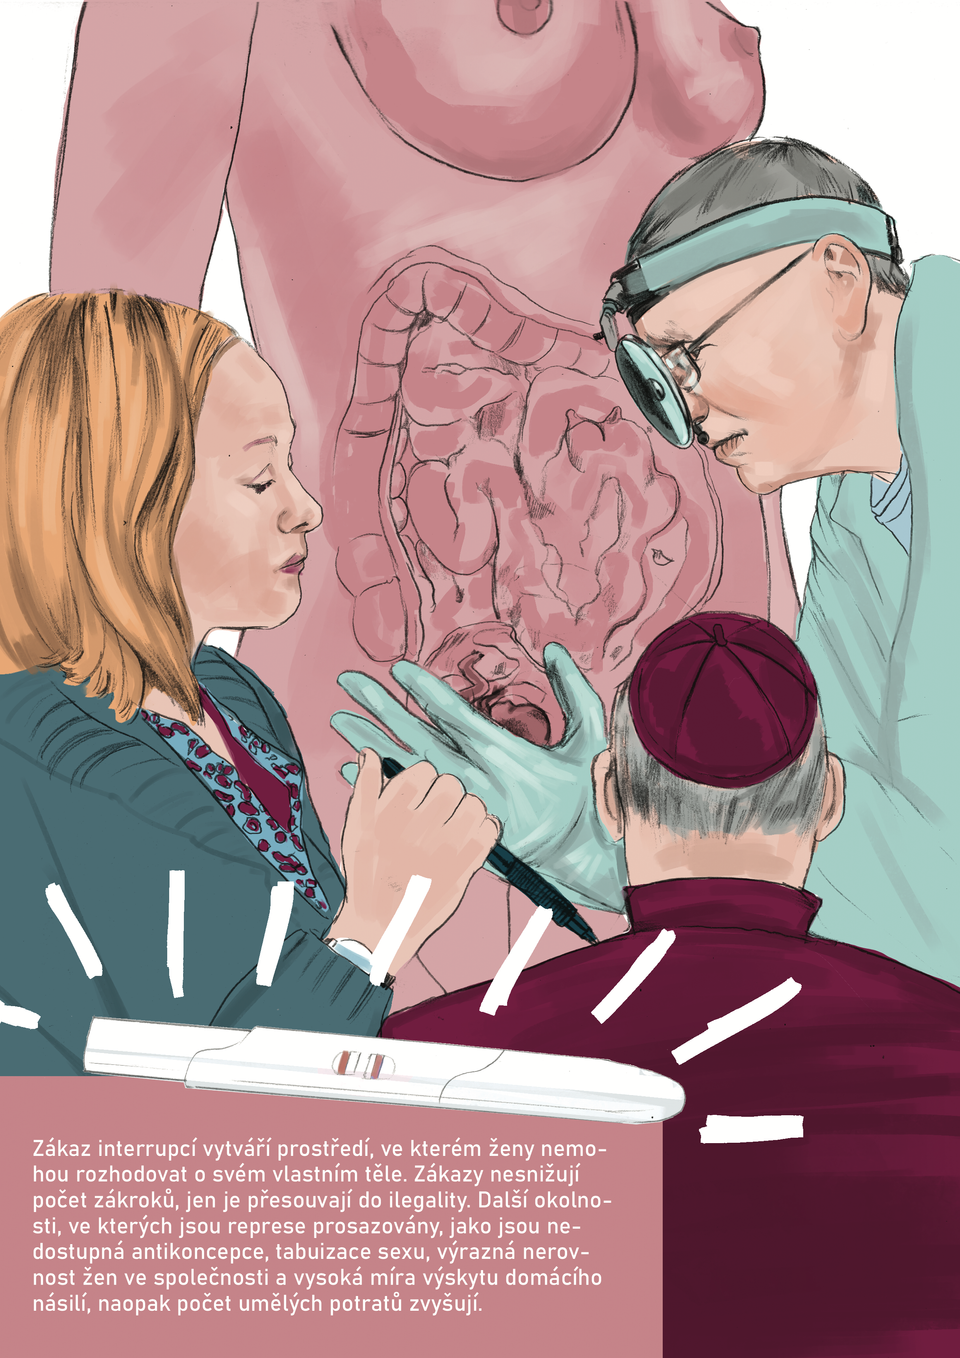 Zákaz interrupcí vytváří prostředí, ve kterém ženy nemo-
hou rozhodovat o svém vlastním těle. Zákazy nesnižují
počet zákroků, jen je přesouvají do ilegality. Další okolno-
sti, ve kterých jsou represe prosazovány, jako jsou ne-
dostupná antikoncepce, tabuizace sexu, výrazná nerov-
nost žen ve společnosti a vysoká míra výskytu domácího
násilí, naopak počet umělých potratů zvyšují.